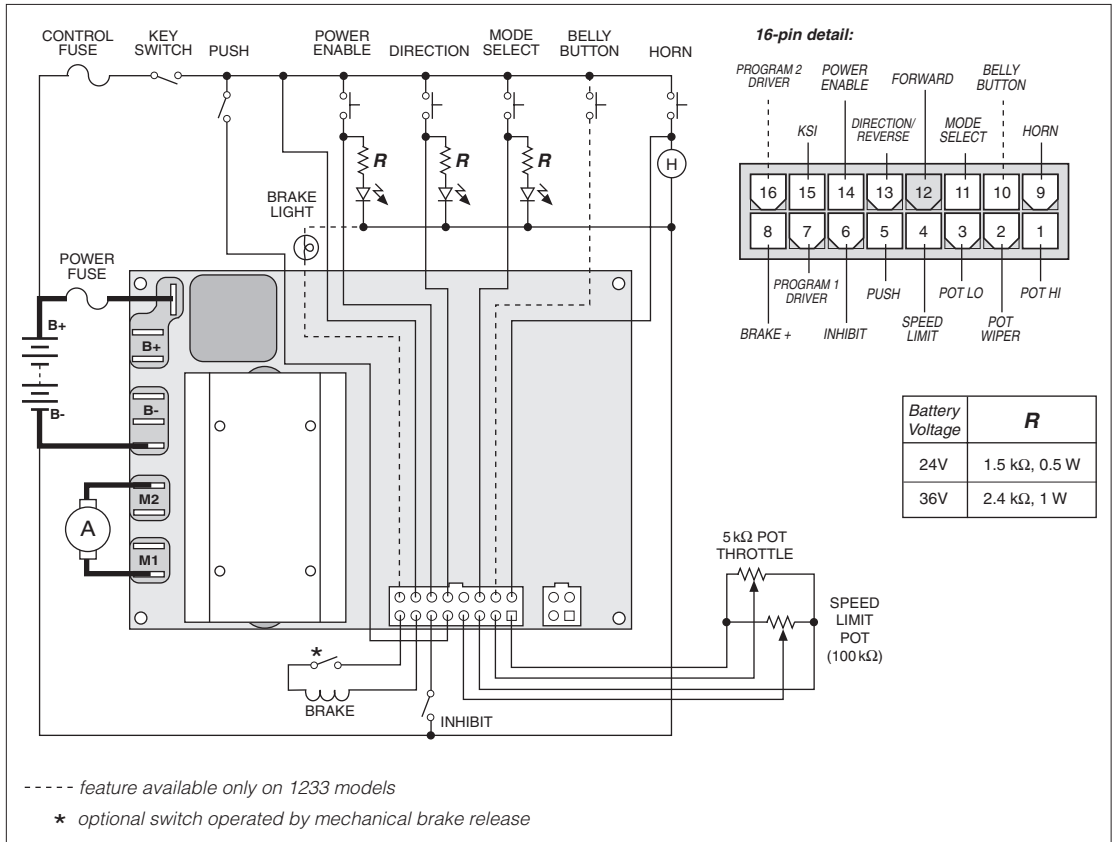 CONTROL
FUSE
KEY
SWITCH
PUSH
POWER
ENABLE
DIRECTION
MODE
SELECT
BELLY
BUTTON
HORN
R
R
R
H
BRAKE
LIGHT
POWER
FUSE
B+
B-
B+
B-
M2
M1
A
*
BRAKE
INHIBIT
5 kΩ POT
THROTTLE
SPEED
LIMIT
POT
(100 kΩ)
16-pin detail:
PROGRAM 2
DRIVER
POWER
ENABLE
FORWARD
BELLY
BUTTON
KSI
DIRECTION/
REVERSE
MODE
SELECT
HORN
16 15 14 13 12 11 10 9
8 7 6 5 4 3 2 1
PROGRAM 1
DRIVER
PUSH
POT LO
POT HI
BRAKE +
INHIBIT
SPEED
LIMIT
POT
WIPER
Battery
Voltage
R
24V 1.5 kΩ, 0.5 W
36V 2.4 kΩ, 1 W
----- feature available only on 1233 models
* optional switch operated by mechanical brake release